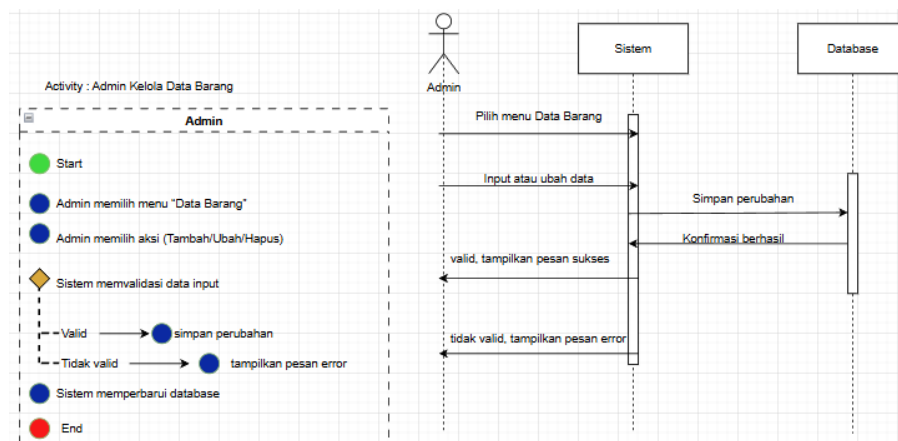 Activity : Admin Kelola Data Barang
Admin
Start
Admin memilih menu “Data Barang”
Admin memilih aksi (Tambah/Ubah/Hapus)
Sistem memvalidasi data input
Valid
simpan perubahan
Tidak valid
tampilkan pesan error
Sistem memperbarui database
End
Admin
Sistem
Database
Pilih menu Data Barang
Input atau ubah data
Simpan perubahan
Konfirmasi berhasil
valid, tampilkan pesan sukses
tidak valid, tampilkan pesan error